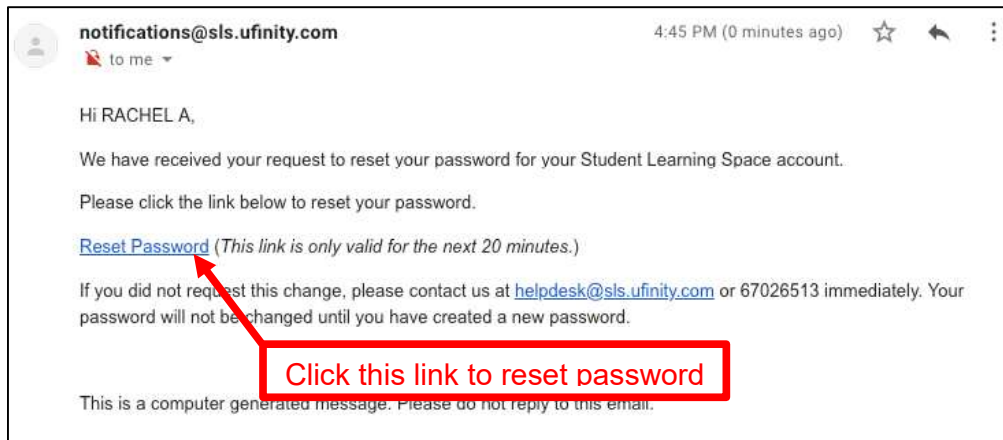 notifications@sls.ufinity.com 4:45 PM (0 minutes ago)
to me
Hi RACHEL A,
We have received your request to reset your password for your Student Learning Space account.
Please click the link below to reset your password.
Reset Password (This link is only valid for the next 20 minutes.)
If you did not request this change, please contact us at helpdesk@sls.ufinity.com or 67026513 immediately. Your
password will not be changed until you have created a new password.
Click this link to reset password
This is a computer generated message. Please do not reply to this email.